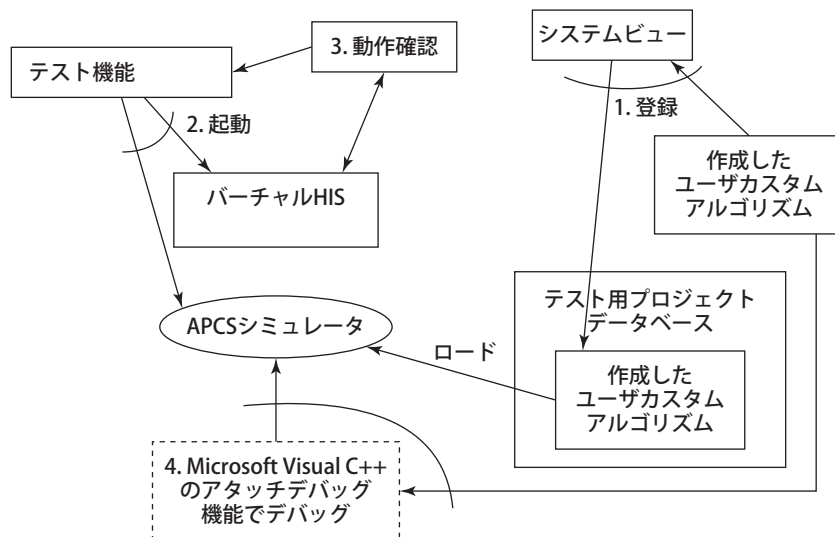 システムビュー
3. 動作確認
テスト機能
1. 登録
2. 起動
作成した
ユーザカスタム
アルゴリズム
バーチャルHIS
テスト用プロジェクト
データベース
APCSシミュレータ
ロード
作成した
ユーザカスタム
アルゴリズム
4. Microsoft Visual C++
のアタッチデバッグ
機能でデバッグ